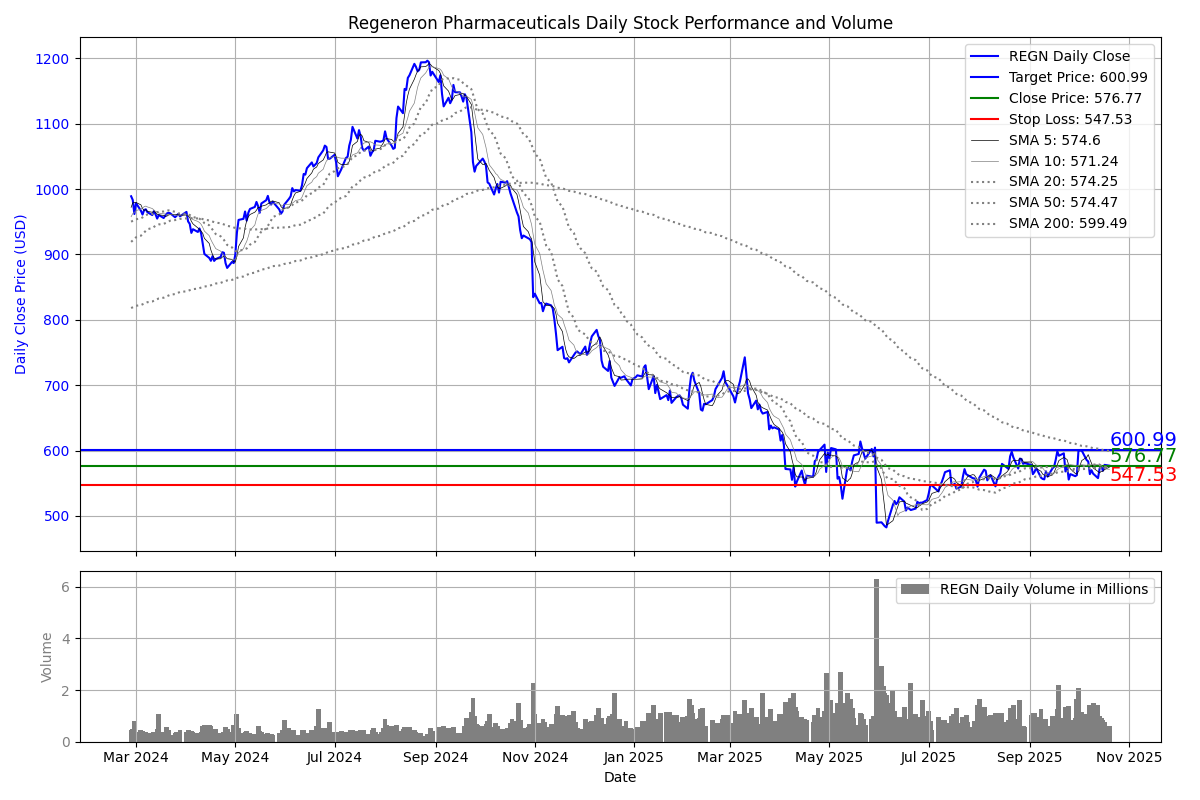 Regeneron Pharmaceuticals Daily Stock Performance and Volume
Daily Close Price (USD)
1200
1100
1000
900
800
700
600
500
REGN Daily Close
Target Price: 600.99
Close Price: 576.77
Stop Loss: 547.53
SMA 5: 574.6
SMA 10: 571.24
SMA 20: 574.25
SMA 50: 574.47
SMA 200: 599.49
600.99
576.77
547.53
Volume
6
4
2
0
REGN Daily Volume in Millions
Mar 2024 May 2024 Jul 2024 Sep 2024 Nov 2024 Jan 2025 Mar 2025 May 2025 Jul 2025 Sep 2025 Nov 2025
Date